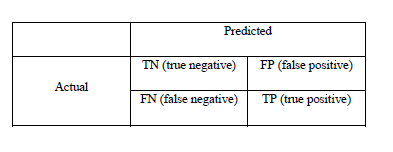 Predicted
TN (true negative) FP (false positive)
Actual
FN (false negative) TP (true positive)